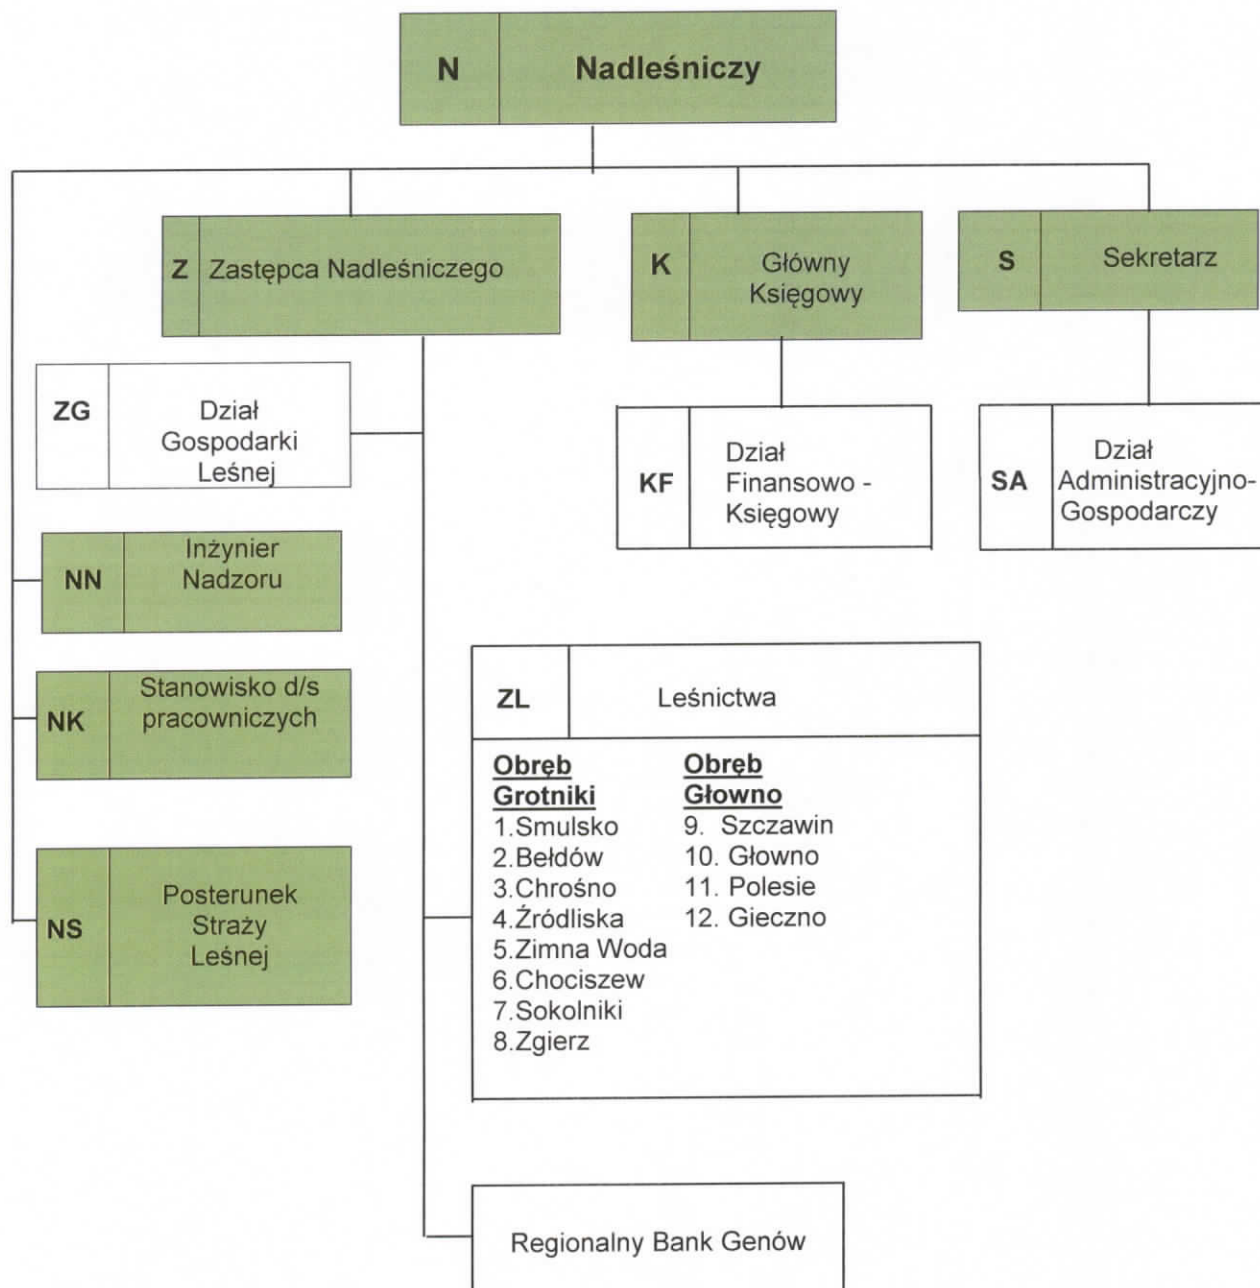 N Nadleśniczy
Z Zastępca Nadleśniczego
K Główny
Księgowy
S Sekretarz
ZG Dział
Gospodarki
Leśnej
KF Dział
Finansowo -
Księgowy
SA Dział
Administracyjno-
Gospodarczy
NN Inżynier
Nadzoru
NK Stanowisko d/s
pracowniczych
NS Posterunek
Straży
Leśnej
ZL Leśnictwa
Obręb
Grotniki
1.Smulsko
2.Bełdów
3.Chrośno
4.Źródliska
5.Zimna Woda
6.Chociszew
7.Sokolniki
8.Zgierz
Obręb
Głowno
9. Szczawin
10. Głowno
11. Polesie
12. Gieczno
Regionalny Bank Genów